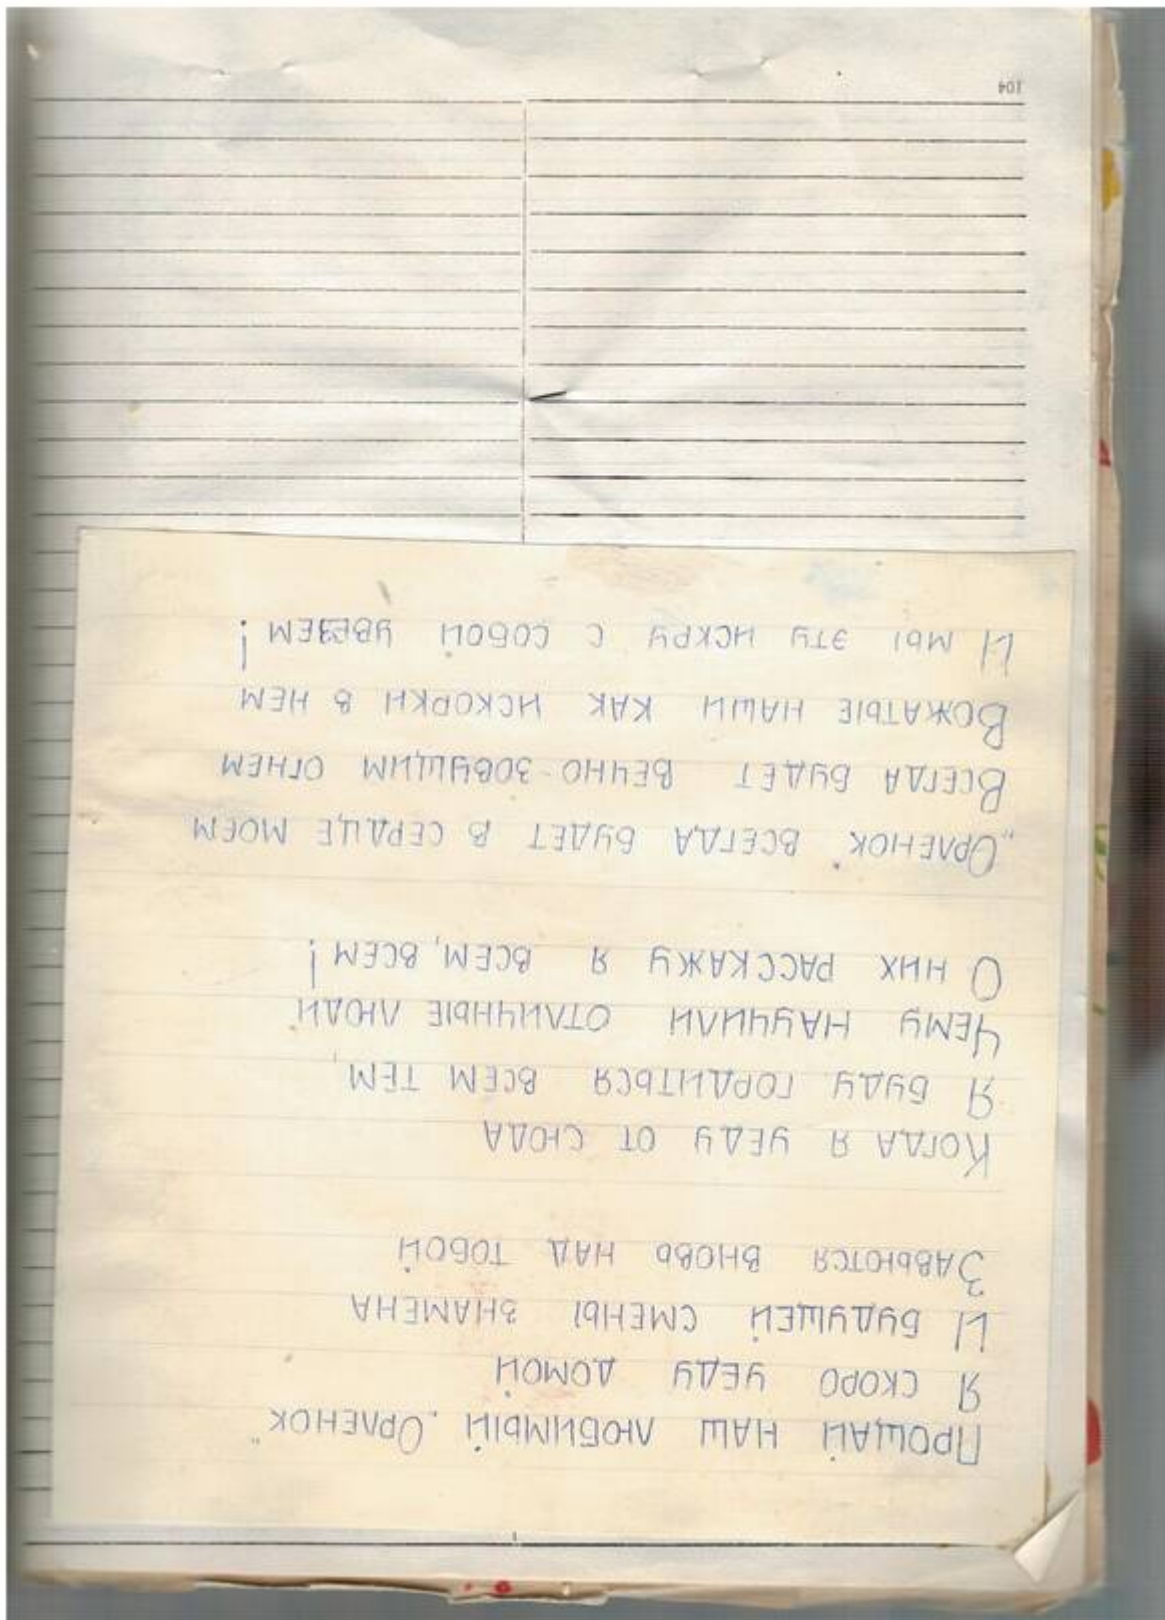 Прощай наш любимый „Орленок"
Я скоро уеду домой
И будущей смены знамена
Завьются вновь над тобой
Когда я уеду от сюда
Я буду гордиться всем тем,
Чему научили отличные люди
О них расскажу я всем, всем!
„Орленок" всегда будет в сердце моем
Всегда будет вечно зовущим огнем
Вожатые наши как искорки в нем
И мы эту искру с собой увезем!
104